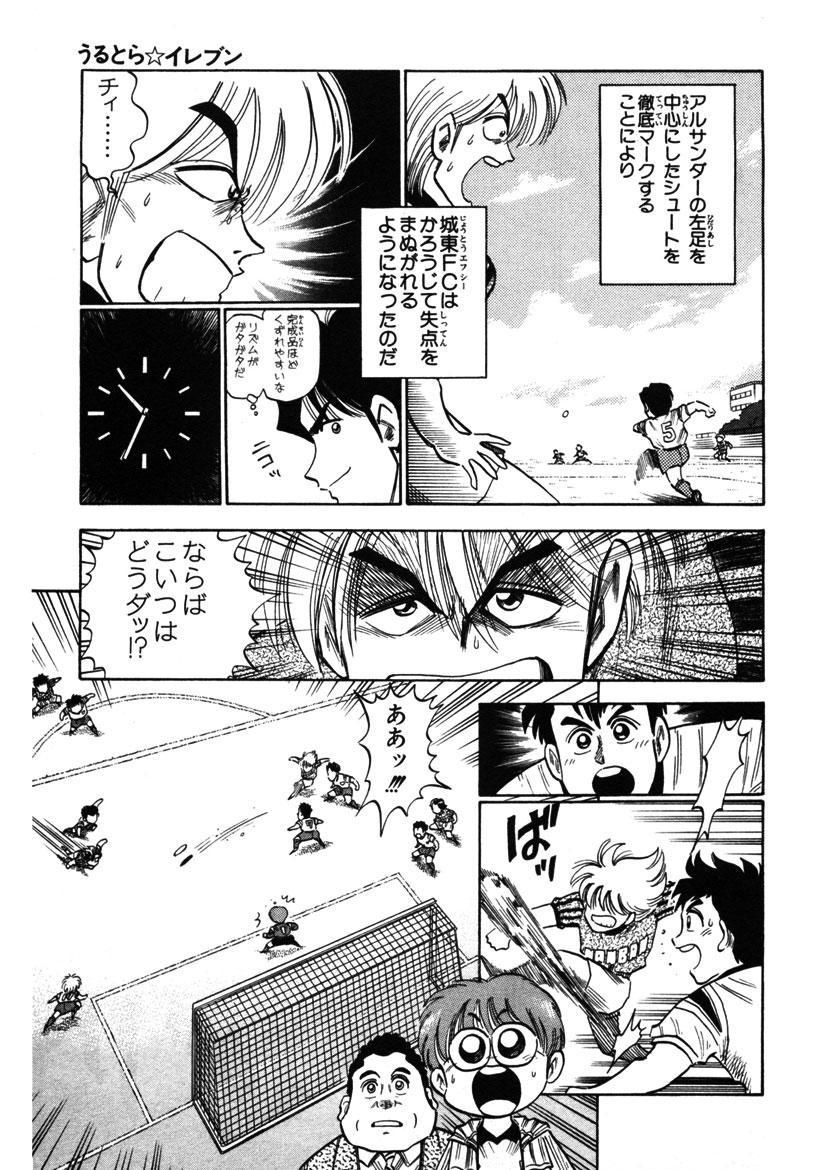 うるとら☆イレブン
アルサンダーの左足を
中心にしたシュートを
徹底マークする
ことにより
城東FCは
かろうじて失点を
まぬがれる
ようになったのだ
チィ……
完成品ほど
くずれやすいな
リズムが
ガタガタだ
ニコッ
ならば
こいつは
どうダッ!?
ああッ!!!
ばッ
5